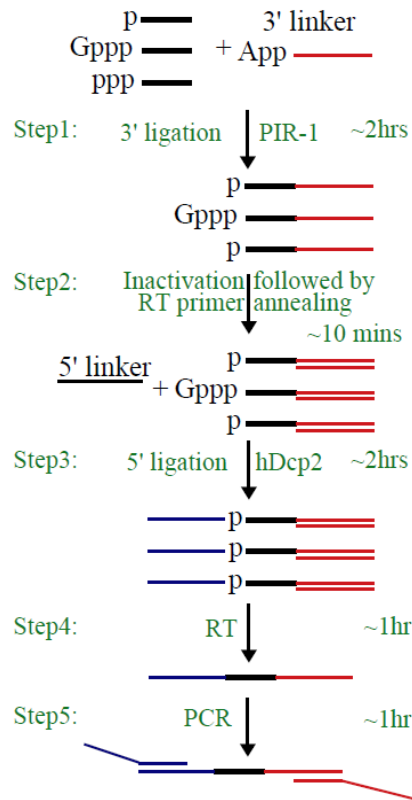 p
3' linker
Gppp
+ App
ppp
Step1: 3' ligation PIR-1 ~2hrs
p
Gppp
p
Step2: Inactivation followed by
RT primer annealing
~10 mins
5' linker
p
+ Gppp
p
Step3: 5' ligation hDcp2 ~2hrs
p
p
p
Step4: RT ~1hr
Step5: PCR ~1hr